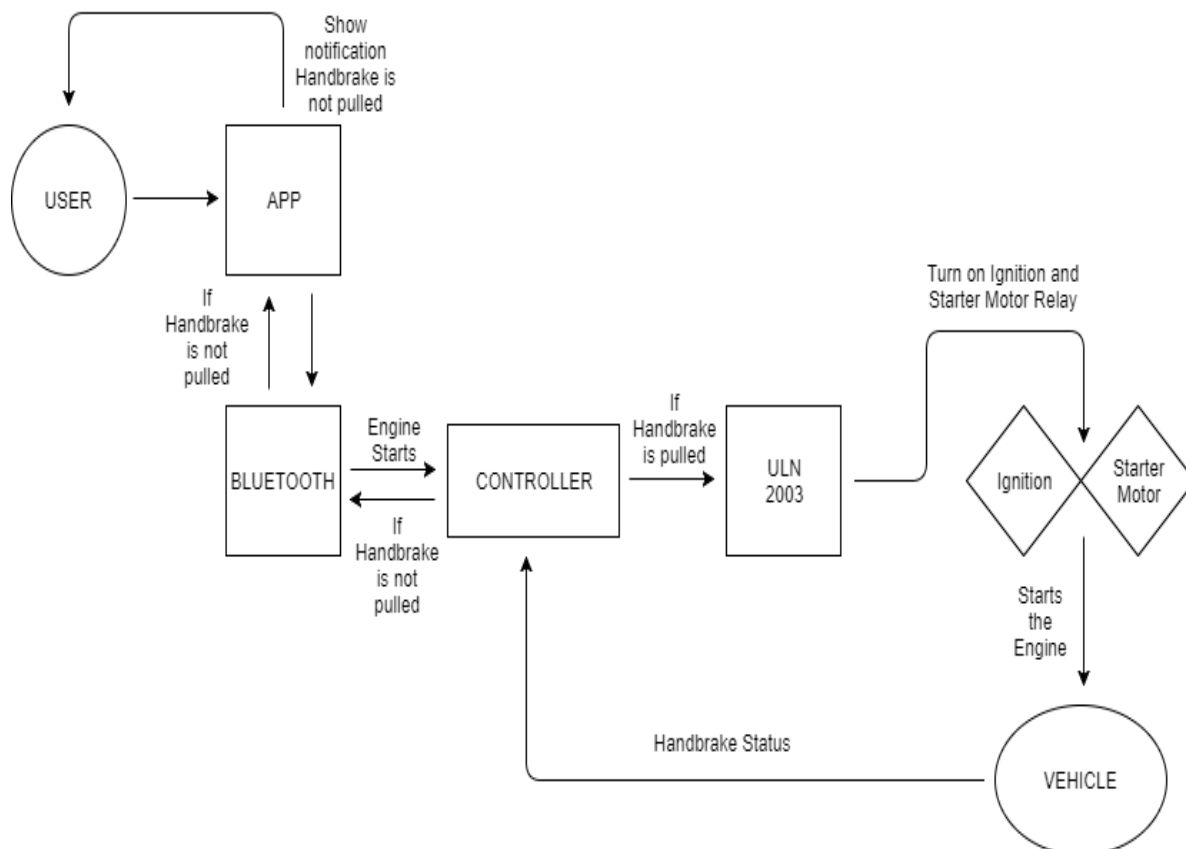 Show
notification
Handbrake is
not pulled
USER
APP
If
Handbrake
is not
pulled
Turn on Ignition and
Starter Motor Relay
BLUETOOTH
Engine
Starts
If
Handbrake
is not
pulled
CONTROLLER
If
Handbrake
is pulled
ULN
2003
Ignition
Starter
Motor
Starts
the
Engine
Handbrake Status
VEHICLE